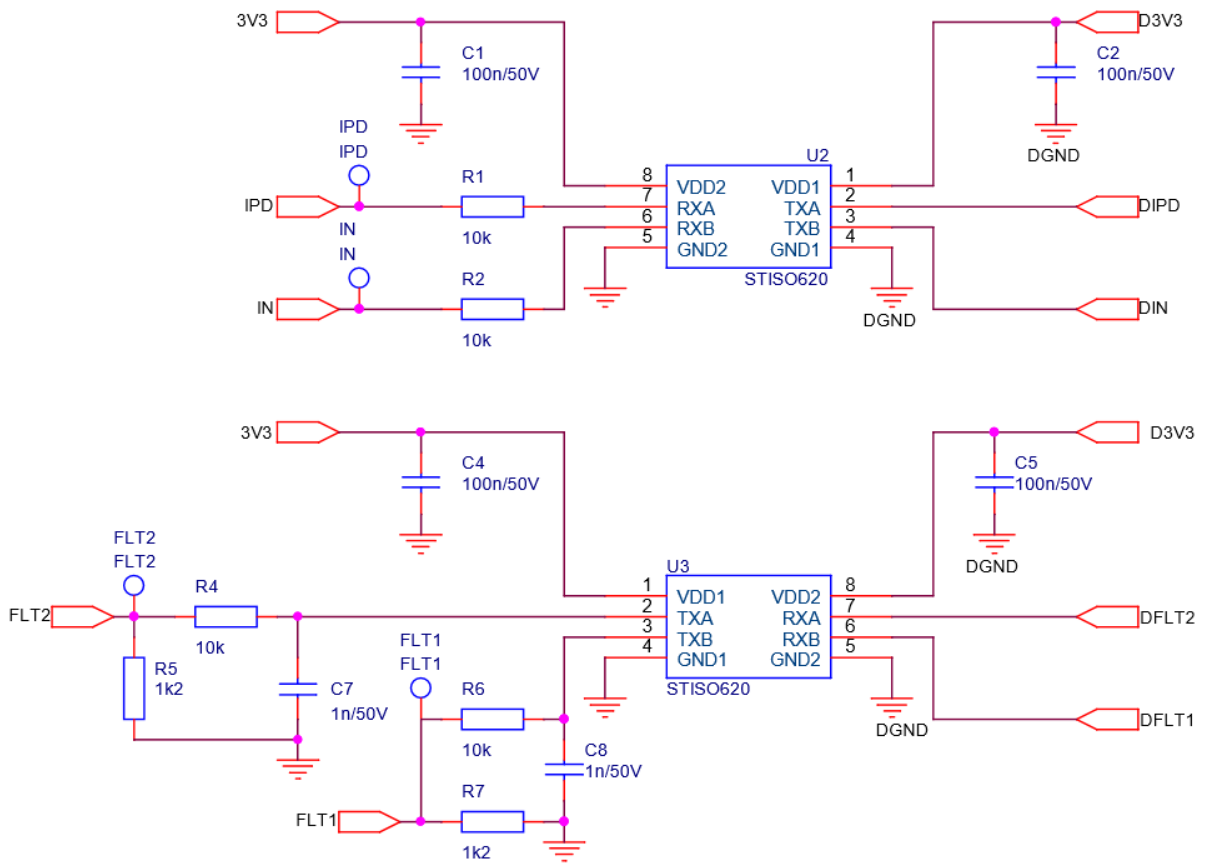 3V3
D3V3
C1
100n/50V
C2
100n/50V
IPD
IPD
DGND
U2
IPD
R1
10k
8
7
6
5
VDD2
RXA
RXB
GND2
VDD1
TXA
TXB
GND1
1
2
3
4
DIPD
IN
IN
STISO620
IN
R2
10k
DGND
DIN
3V3
D3V3
C4
100n/50V
C5
100n/50V
DGND
FLT2
FLT2
U3
FLT2
R4
10k
1
2
3
4
VDD1
TXA
TXB
GND1
VDD2
RXA
RXB
GND2
8
7
6
5
DFLT2
R5
1k2
C7
1n/50V
FLT1
FLT1
STISO620
R6
10k
DGND
DFLT1
C8
1n/50V
FLT1
R7
1k2